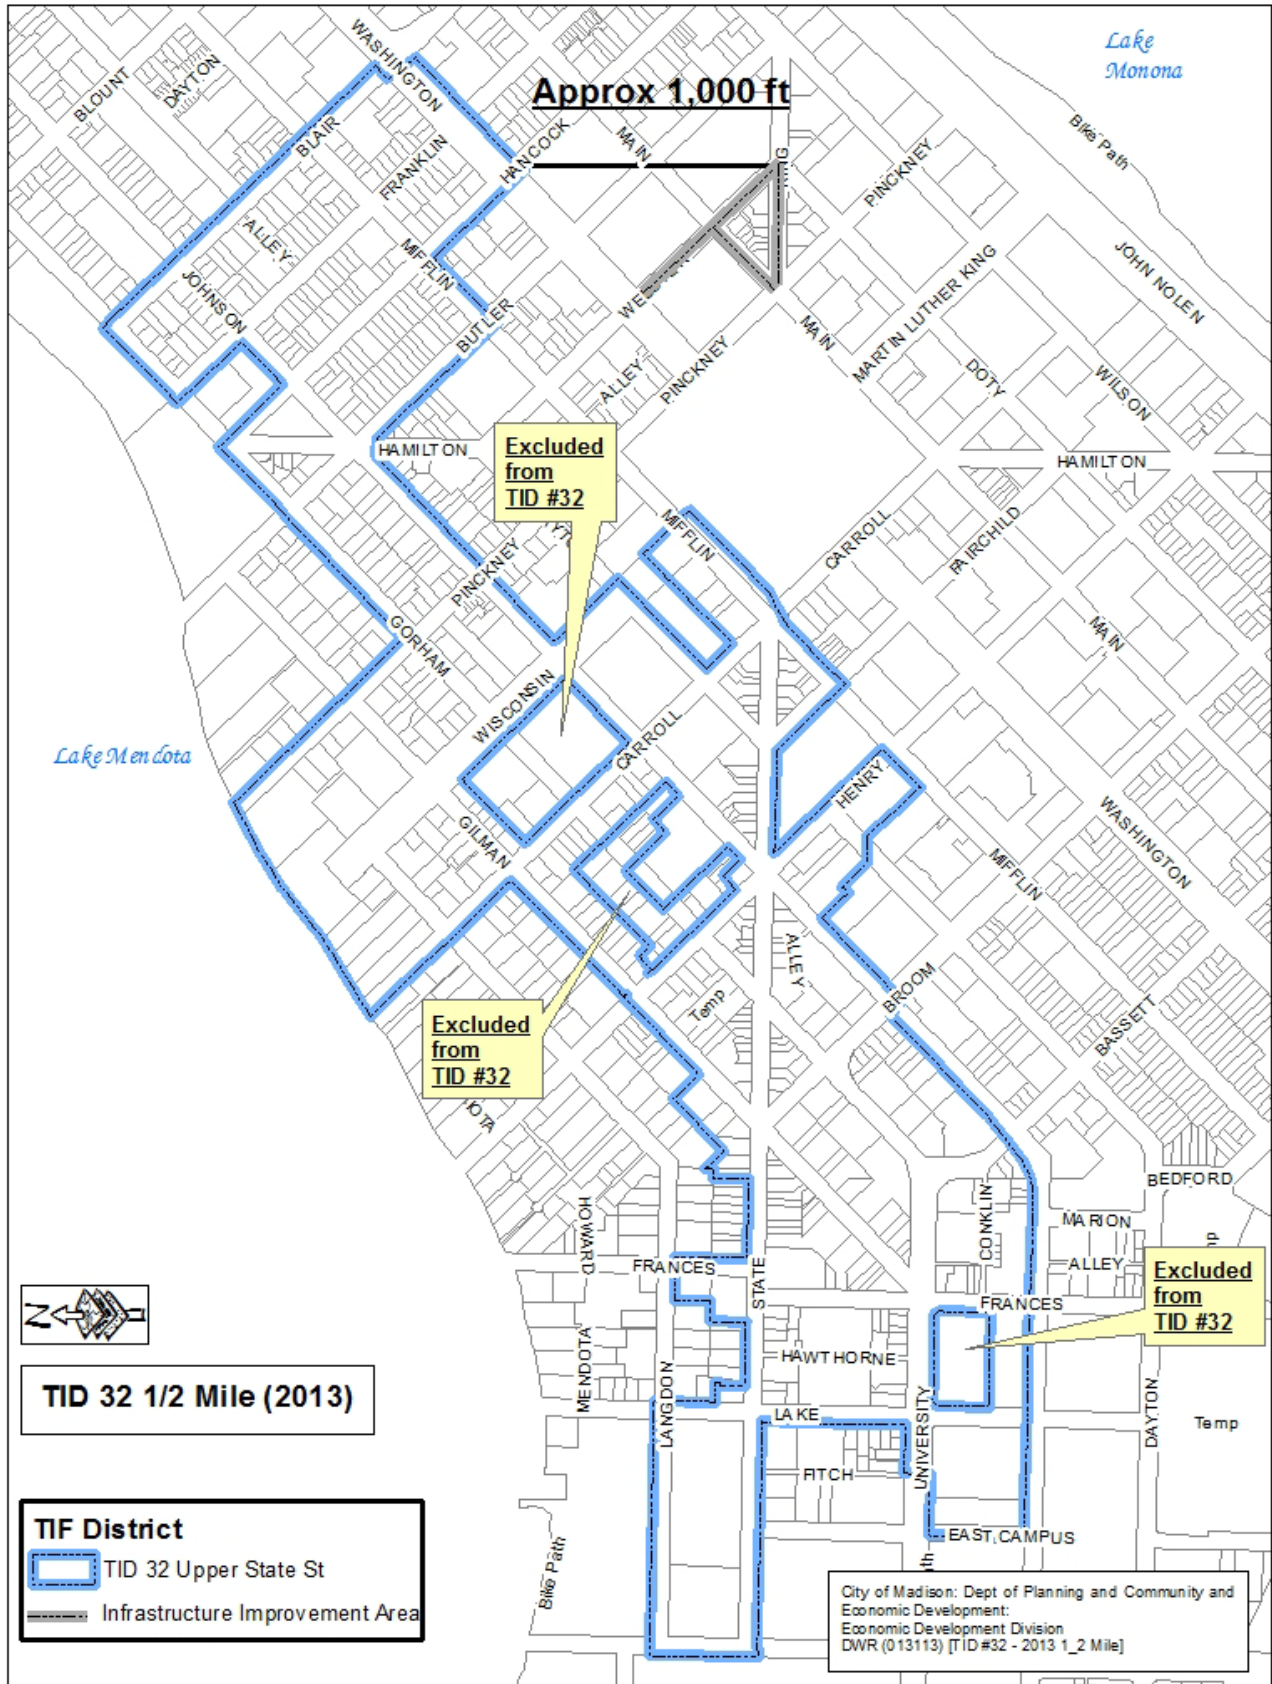 Lake
Monona
WASHINGTON
BLOUNT
DAYTON
Approx 1,000 ft
BLAIR
HANCOCK
MAIN
Bike Path
FRANKLIN
PINCKNEY
ALLEY
MIFFLIN
JOHNSON
JOHN NOLEN
MARTIN LUTHER KING
BUTLER
MAIN
ALLEY
PINCKNEY
DOTY
WILSON
HAMILTON
HAMILTON
Excluded
from
TID #32
MIFFLIN
CARROLL
FAIRCHILD
PINCKNEY
GORHAM
MAIN
WISCONSIN
Lake Mendota
CARROLL
HENRY
GILMAN
WASHINGTON
MIFFLIN
ALLEY
BROOM
Temp
BASSETT
Excluded
from
TID #32
BEDFORD
HOWARD
CONKLIN
MARION
FRANCES
STATE
ALLEY
Excluded
from
TID #32
FRANCES
MENDOTA
HAWTHORNE
LANGDON
LAKE
UNIVERSITY
DAYTON
Temp
FITCH
EAST CAMPUS
Bike Path
N
TID 32 1/2 Mile (2013)
TIF District
TID 32 Upper State St
Infrastructure Improvement Area
City of Madison: Dept of Planning and Community and
Economic Development:
Economic Development Division
DWR (013113) [TID #32 - 2013 1_2 Mile]